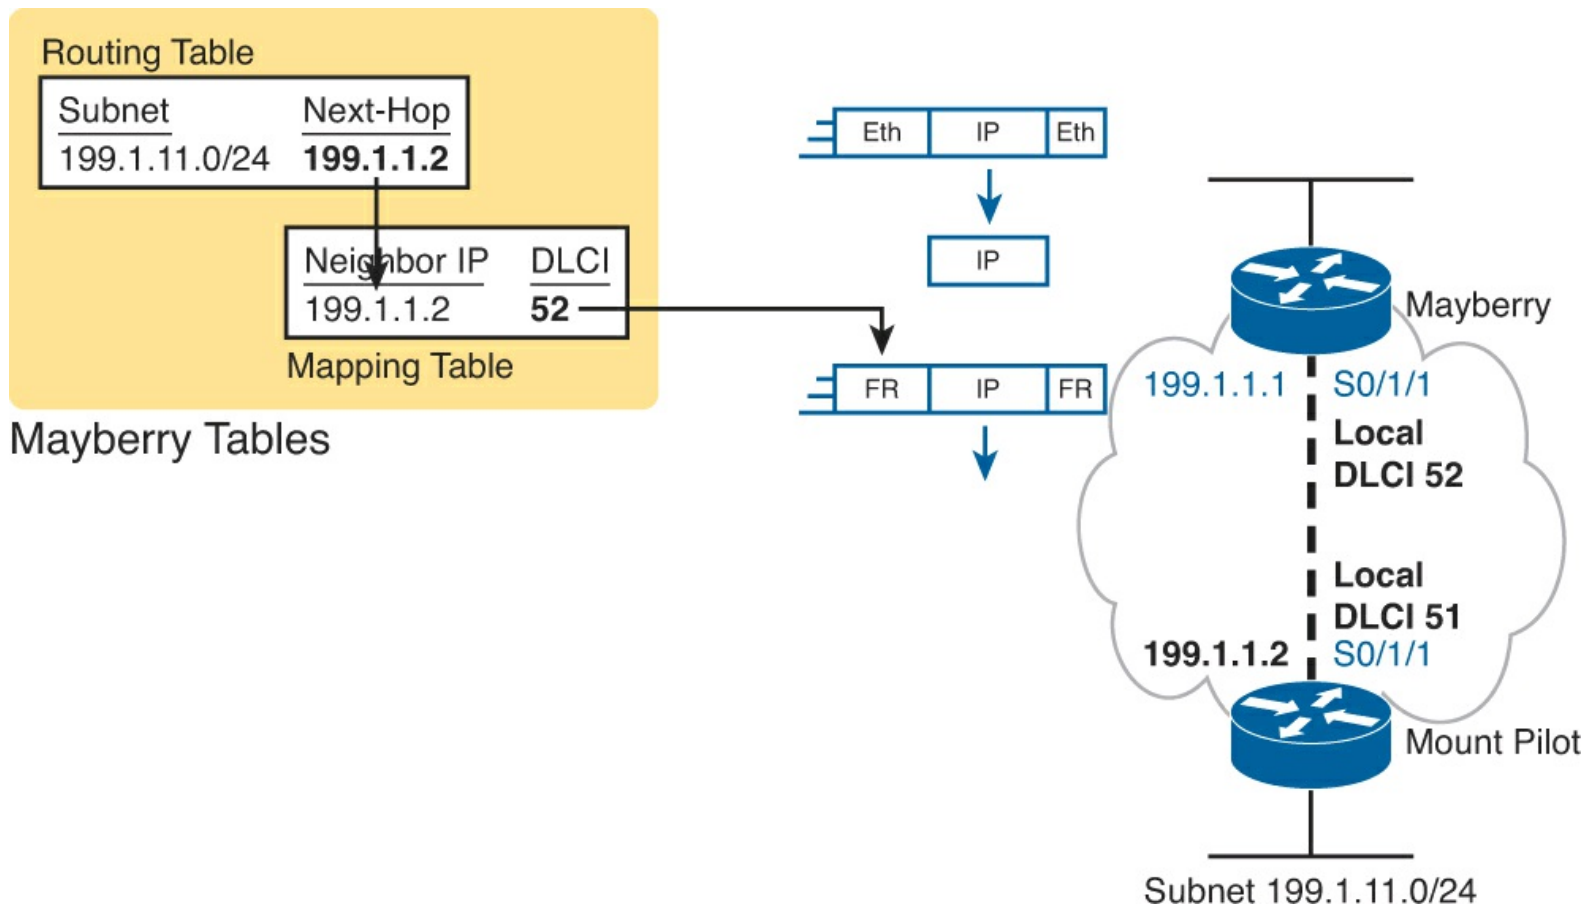 Routing Table
Subnet Next-Hop
199.1.11.0/24 199.1.1.2
Neighbor IP DLCI
199.1.1.2 52
Mapping Table
Mayberry Tables
Eth IP Eth
IP
FR IP FR
Mayberry
199.1.1.1 S0/1/1
Local
DLCI 52
Local
DLCI 51
199.1.1.2 S0/1/1
Mount Pilot
Subnet 199.1.11.0/24